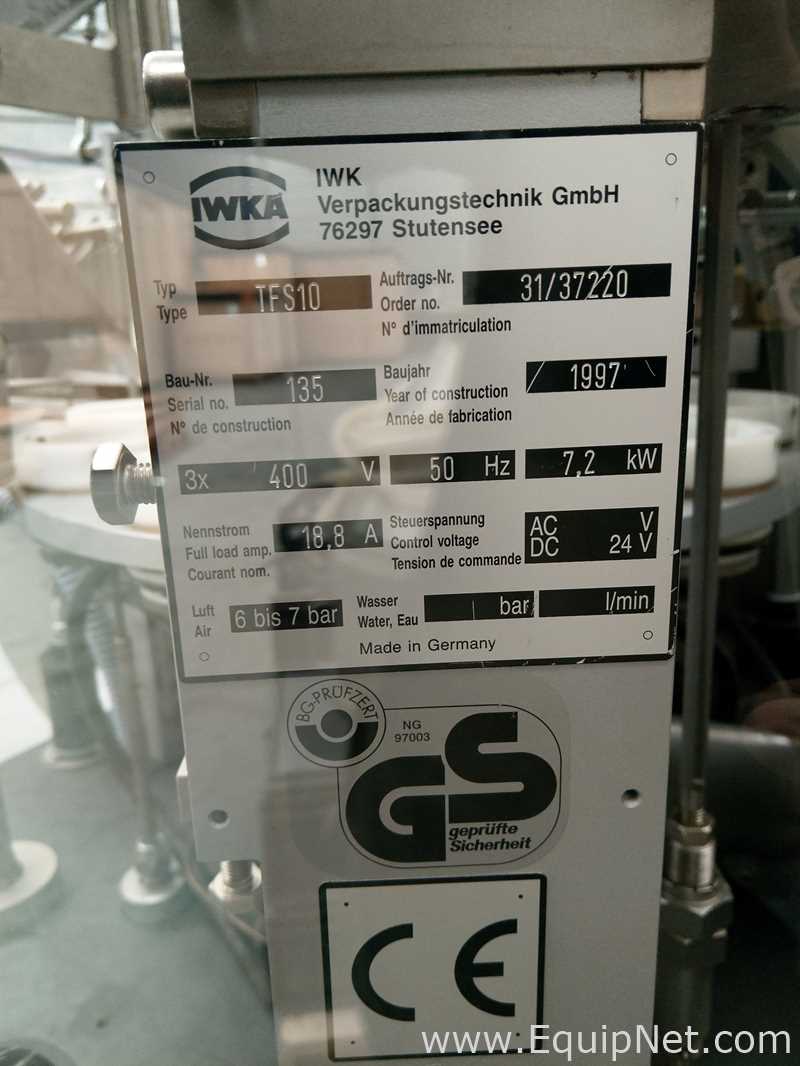 IWKA
IWK
Verpackungstechnik GmbH
76297 Stutensee
Typ
Type
TFS10
Auftrags-Nr.
Order no.
N° d'immatriculation
31/37220
Bau-Nr.
Serial no.
N° de construction
135
Baujahr
Year of construction
Année de fabrication
1997
3x 400 V
50 Hz
7,2 kW
Nennstrom
Full load amp.
Courant nom.
18,8 A
Steuerspannung
Control voltage
Tension de commande
AC V
DC 24 V
Luft
Air
6 bis 7 bar
Wasser
Water, Eau
bar
l/min
Made in Germany
BG-PRÜFZERT
NG
97003
GS
geprüfte
Sicherheit
CE
www.EquipNet.com